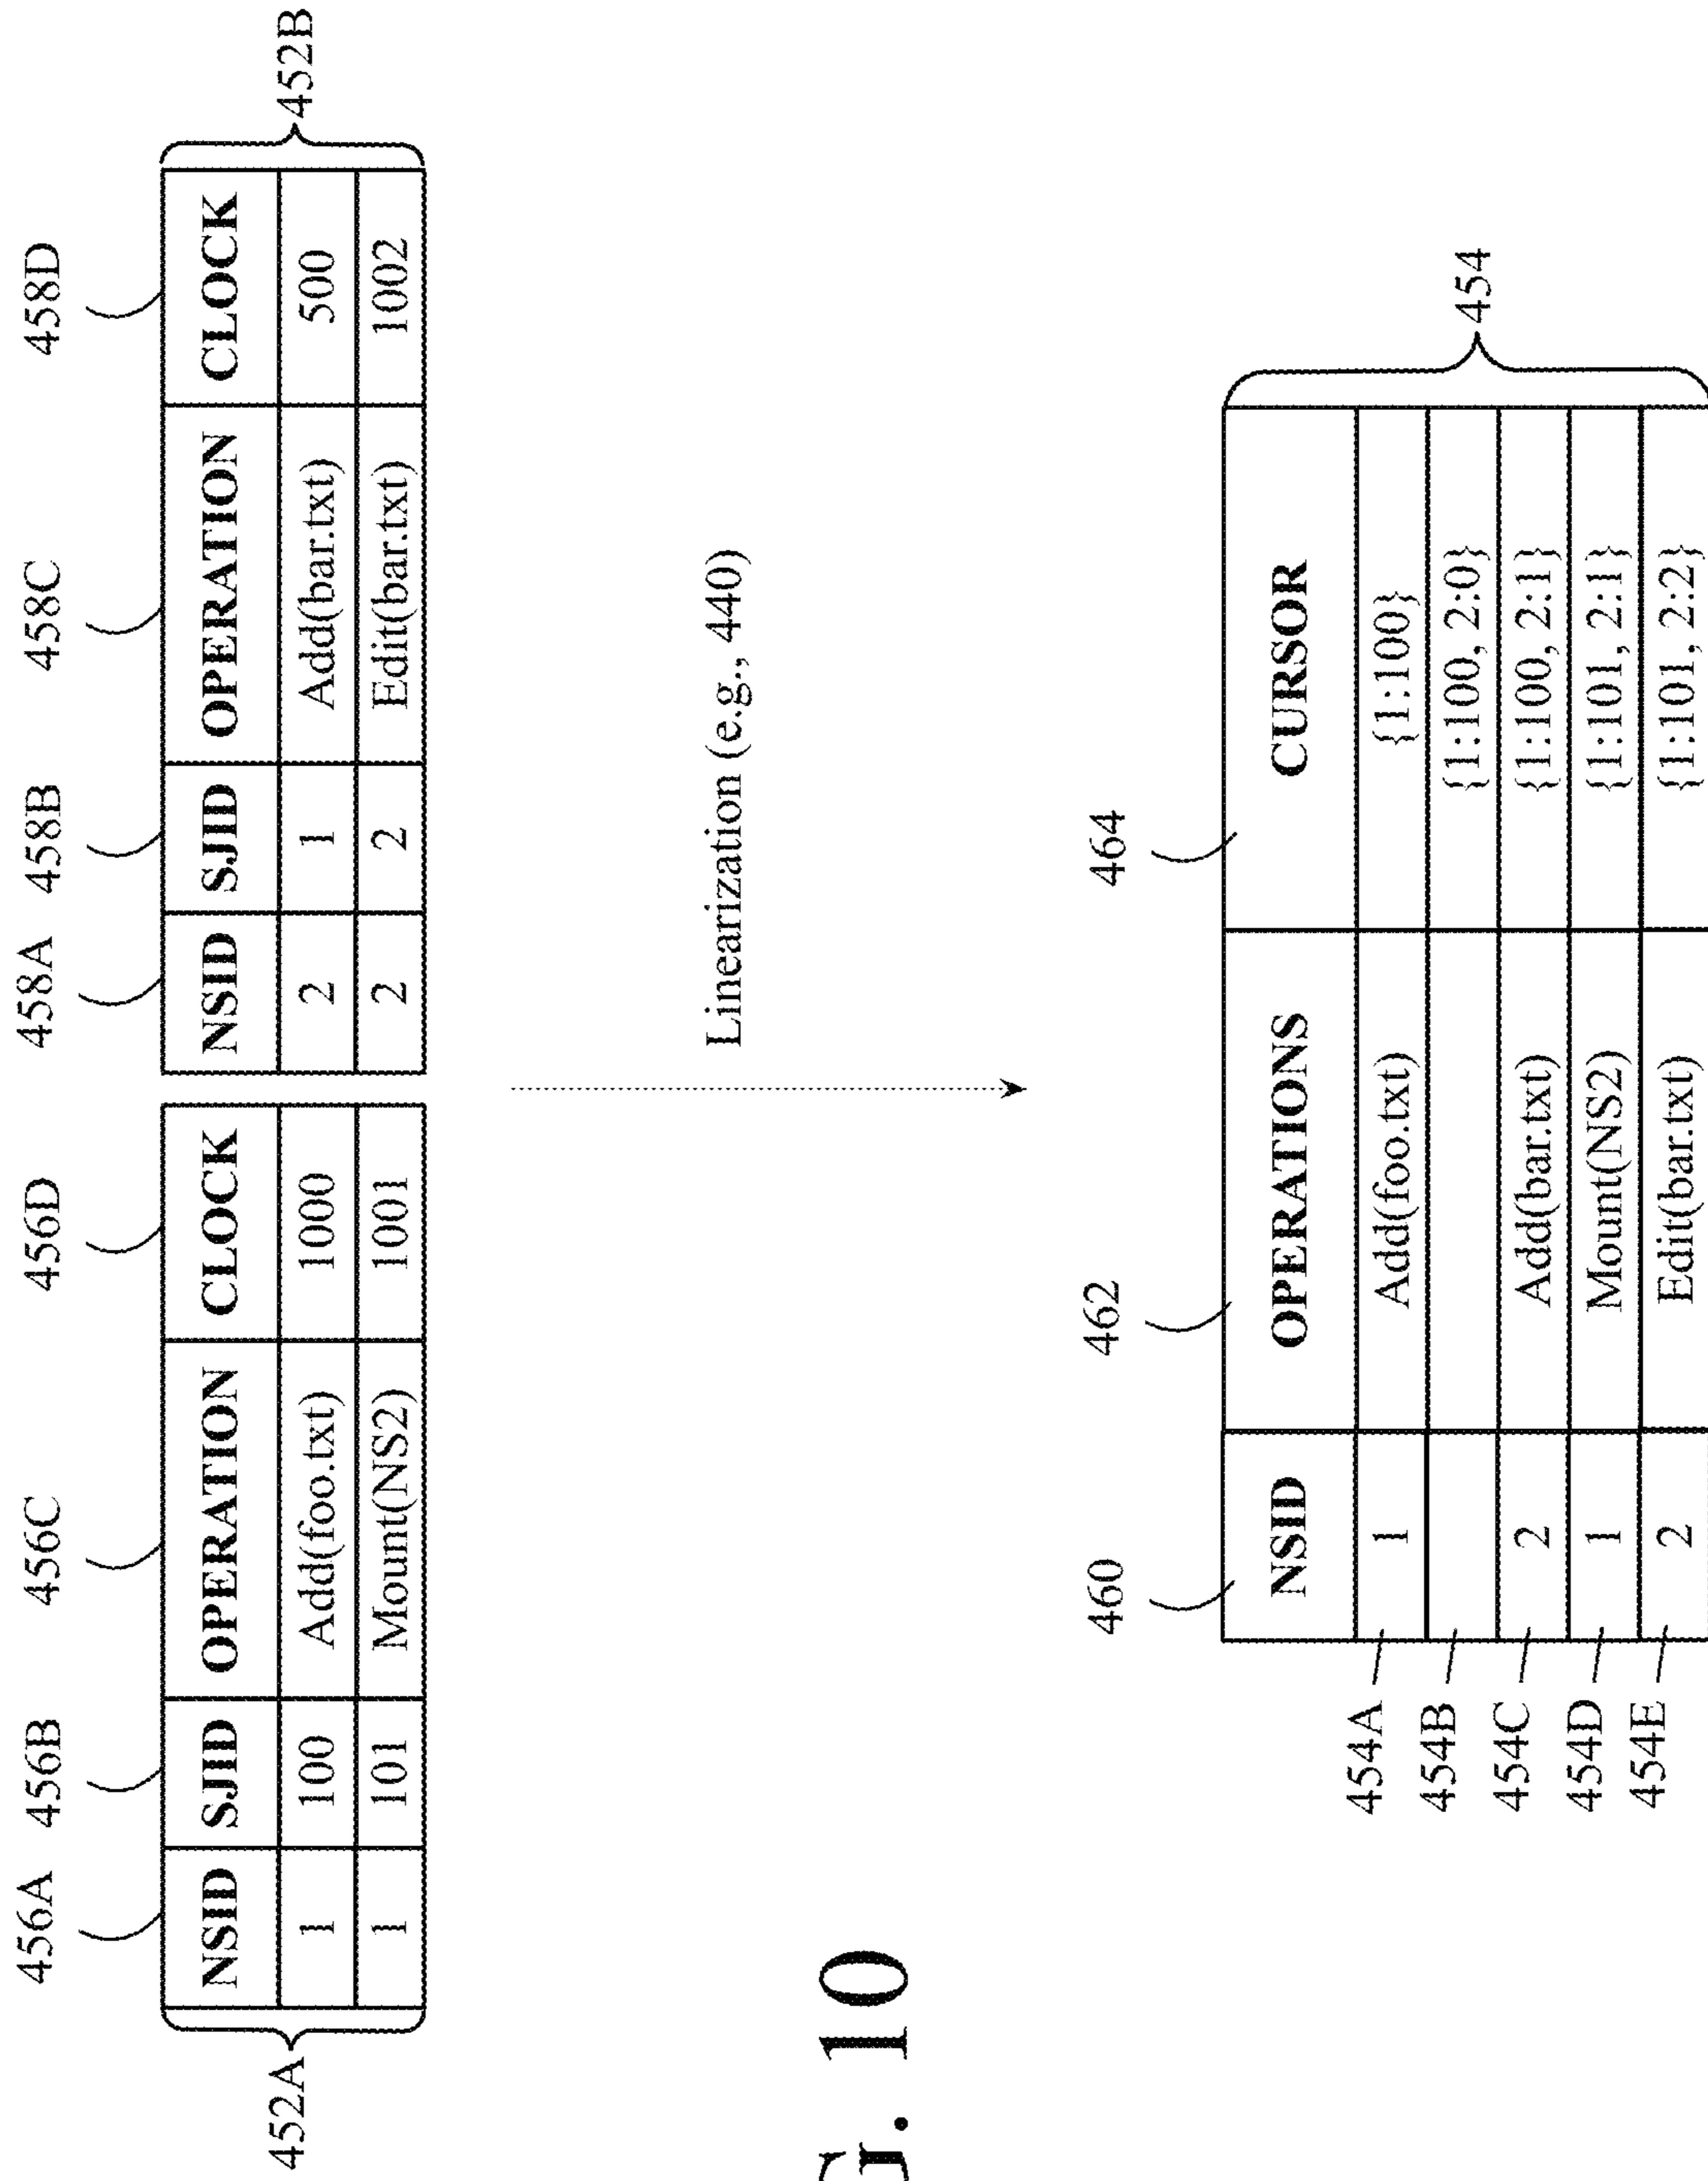 456A 456B 456C 456D 458A 458B 458C 458D
NSID SJID OPERATION CLOCK NSID SJID OPERATION CLOCK
1 100 Add(foo.txt) 1000 2 1 Add(bar.txt) 500
1 101 Mount(NS2) 1001 2 2 Edit(bar.txt) 1002
452A 452B
Linearization (e.g., 440)
G. 10
460 462 464
NSID OPERATIONS CURSOR
454A 1 Add(foo.txt) {1:100}
454B {1:100, 2:0}
454C 2 Add(bar.txt) {1:100, 2:1}
454D 1 Mount(NS2) {1:101, 2:1}
454E 2 Edit(bar.txt) {1:101, 2:2}
454